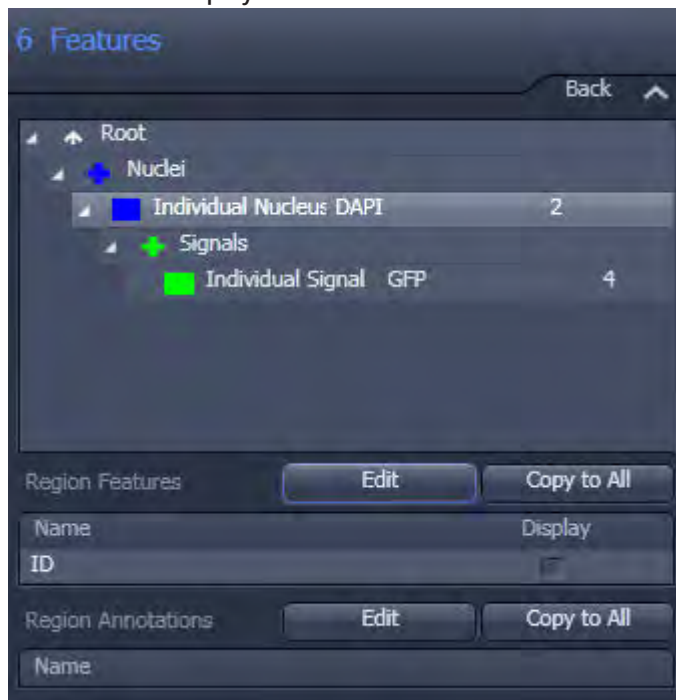 6 Features
Back
Root
Nuclei
Individual Nucleus DAPI 2
Signals
Individual Signal GFP 4
Region Features Edit Copy to All
Name Display
ID
Region Annotations Edit Copy to All
Name